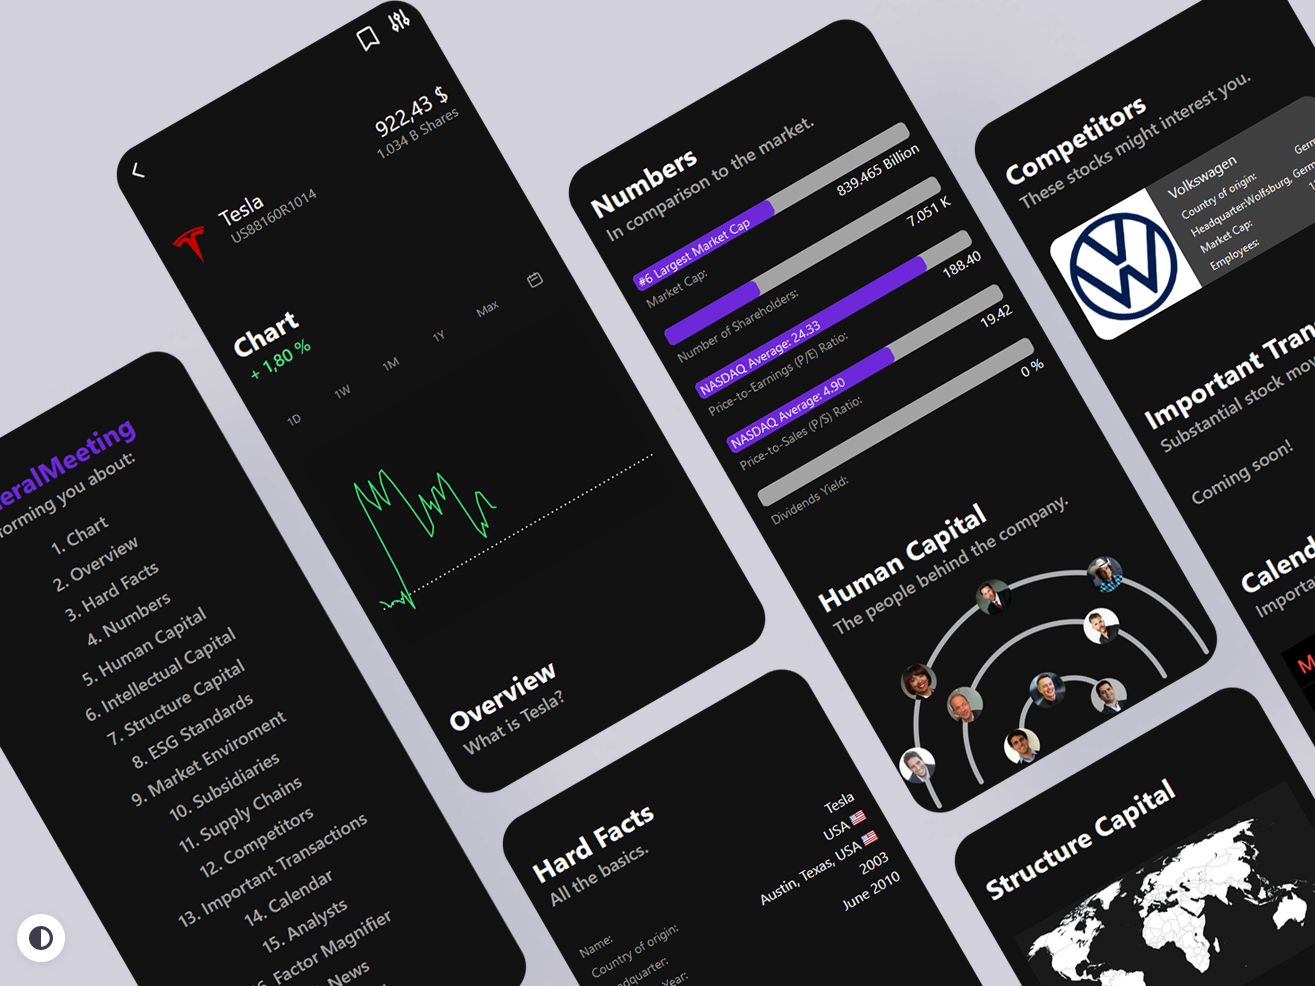 eralMeeting
orming you about:
1. Chart
2. Overview
3. Hard Facts
4. Numbers
5. Human Capital
6. Intellectual Capital
7. Structure Capital
8. ESG Standards
9. Market Enviroment
10. Subsidiaries
11. Supply Chains
12. Competitors
13. Important Transactions
14. Calendar
15. Analysts
16. Factor Magnifier
News
922,43 $
1.034 B Shares
Tesla
US88160R1014
Chart
+ 1,80 %
1D 1W 1M 1Y Max
Overview
What is Tesla?
Hard Facts
All the basics.
Name: Tesla
Country of origin: USA
adquarter: Austin, Texas, USA
Year: 2003
June 2010
Numbers
In comparison to the market.
#6 Largest Market Cap
Market Cap: 839.465 Billion
Number of Shareholders: 7.051 K
NASDAQ Average: 24.33
Price-to-Earnings (P/E) Ratio: 188.40
NASDAQ Average: 4.90
Price-to-Sales (P/S) Ratio: 19.42
Dividends Yield: 0 %
Human Capital
The people behind the company.
Structure Capital
Competitors
These stocks might interest you.
Volkswagen
Country of origin: Germ
Headquarter: Wolfsburg, Germ
Market Cap:
Employees:
Important Tran
Substantial stock mov
Coming soon!
Calend
Importa
M